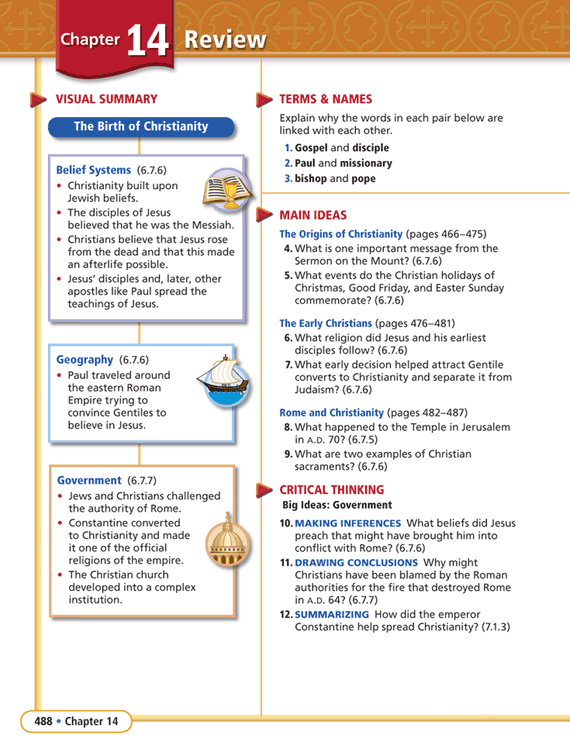 Chapter 14 Review
VISUAL SUMMARY
The Birth of Christianity
Belief Systems (6.7.6)
• Christianity built upon
Jewish beliefs.
• The disciples of Jesus
believed that he was the Messiah.
• Christians believe that Jesus rose
from the dead and that this made
an afterlife possible.
• Jesus’ disciples and, later, other
apostles like Paul spread the
teachings of Jesus.
Geography (6.7.6)
• Paul traveled around
the eastern Roman
Empire trying to
convince Gentiles to
believe in Jesus.
Government (6.7.7)
• Jews and Christians challenged
the authority of Rome.
• Constantine converted
to Christianity and made
it one of the official
religions of the empire.
• The Christian church
developed into a complex
institution.
TERMS & NAMES
Explain why the words in each pair below are
linked with each other.
1. Gospel and disciple
2. Paul and missionary
3. bishop and pope
MAIN IDEAS
The Origins of Christianity (pages 466–475)
4. What is one important message from the
Sermon on the Mount? (6.7.6)
5. What events do the Christian holidays of
Christmas, Good Friday, and Easter Sunday
commemorate? (6.7.6)
The Early Christians (pages 476–481)
6. What religion did Jesus and his earliest
disciples follow? (6.7.6)
7. What early decision helped attract Gentile
converts to Christianity and separate it from
Judaism? (6.7.6)
Rome and Christianity (pages 482–487)
8. What happened to the Temple in Jerusalem
in A.D. 70? (6.7.5)
9. What are two examples of Christian
sacraments? (6.7.6)
CRITICAL THINKING
Big Ideas: Government
10. MAKING INFERENCES What beliefs did Jesus
preach that might have brought him into
conflict with Rome? (6.7.6)
11. DRAWING CONCLUSIONS Why might
Christians have been blamed by the Roman
authorities for the fire that destroyed Rome
in A.D. 64? (6.7.7)
12. SUMMARIZING How did the emperor
Constantine help spread Christianity? (7.1.3)
488 • Chapter 14